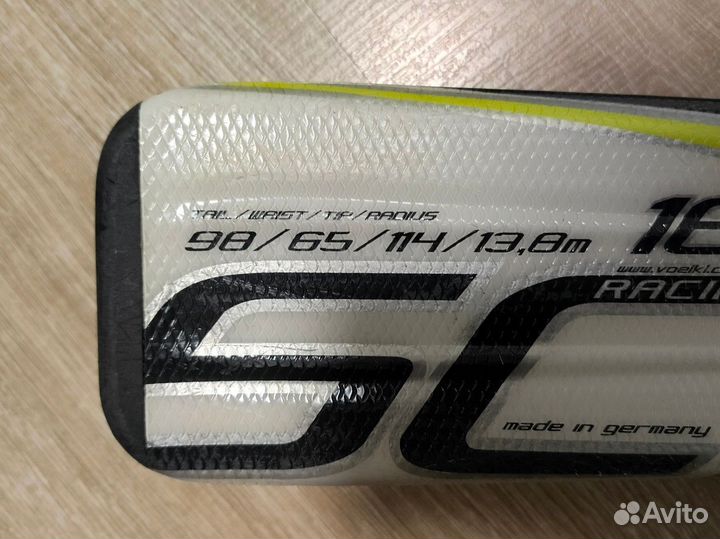 TAIL/WAIST/TIP/RADIUS
98/65/114/13,8m
www.voelkl.c
RACI
SC
made in germany
Avito